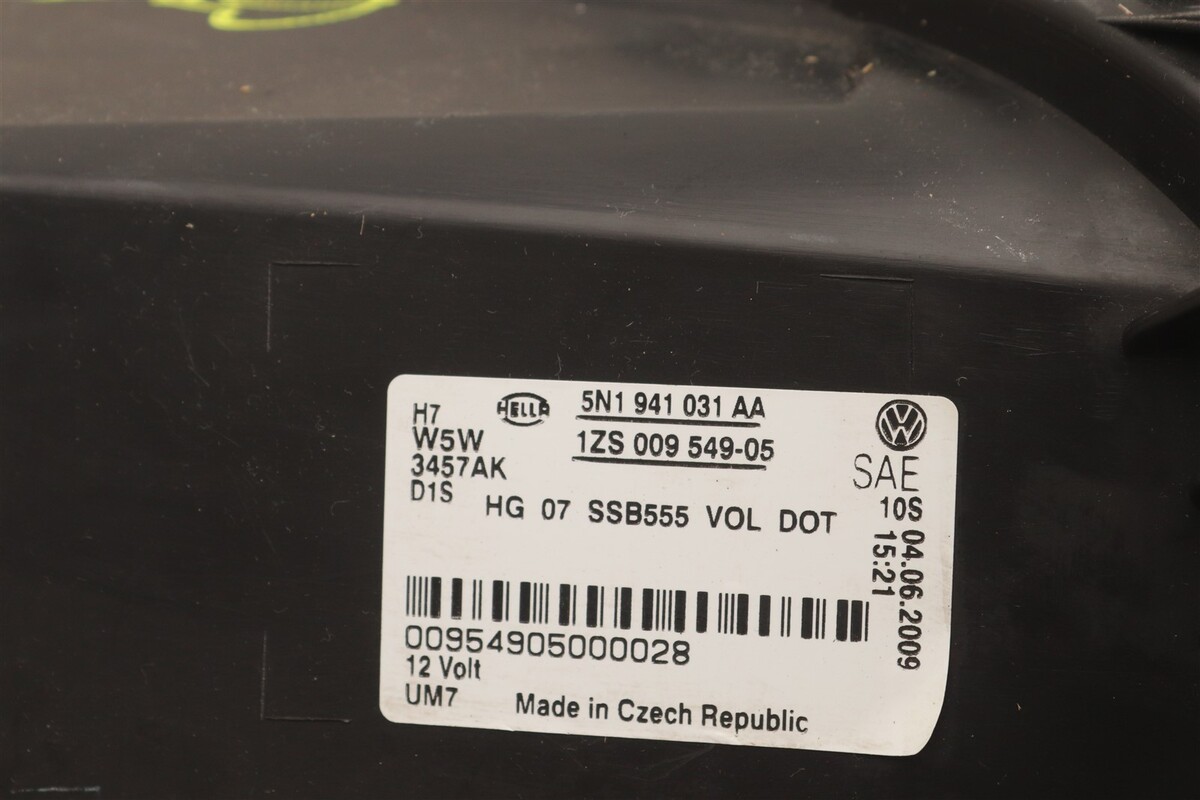 H7
W5W
3457AK
D1S
HELLA
5N1 941 031 AA
1ZS 009 549-05
HG 07 SSB555 VOL DOT
VW
SAE
10S
04.06.2009
15:21
00954905000028
12 Volt
UM7
Made in Czech Republic